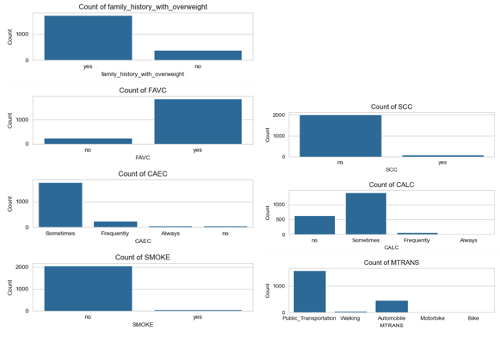 Count of family_history_with_overweight
Count
1000
0
yes
no
family_history_with_overweight
Count of FAVC
Count
1000
0
no
yes
FAVC
Count of CAEC
Count
1000
0
Sometimes
Frequently
Always
no
CAEC
Count of SMOKE
Count
2000
1000
0
no
yes
SMOKE
Count of SCC
Count
2000
1000
0
no
yes
SCC
Count of CALC
Count
1000
500
0
no
Sometimes
Frequently
Always
CALC
Count of MTRANS
Count
1000
0
Public_Transportation
Walking
Automobile
Motorbike
Bike
MTRANS